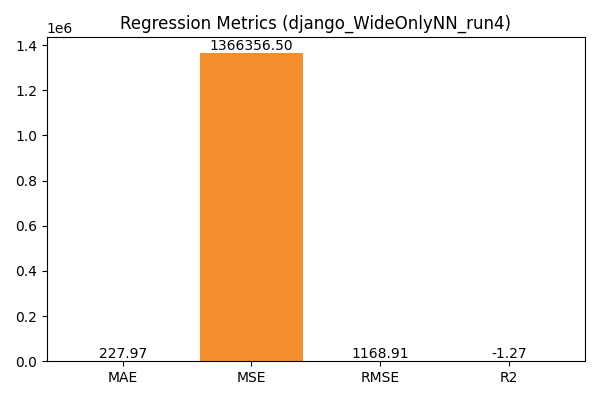 Regression Metrics (django_WideOnlyNN_run4)
1e6
1366356.50
1.4
1.2
1.0
0.8
0.6
0.4
0.2
0.0
227.97
1168.91
-1.27
MAE
MSE
RMSE
R2